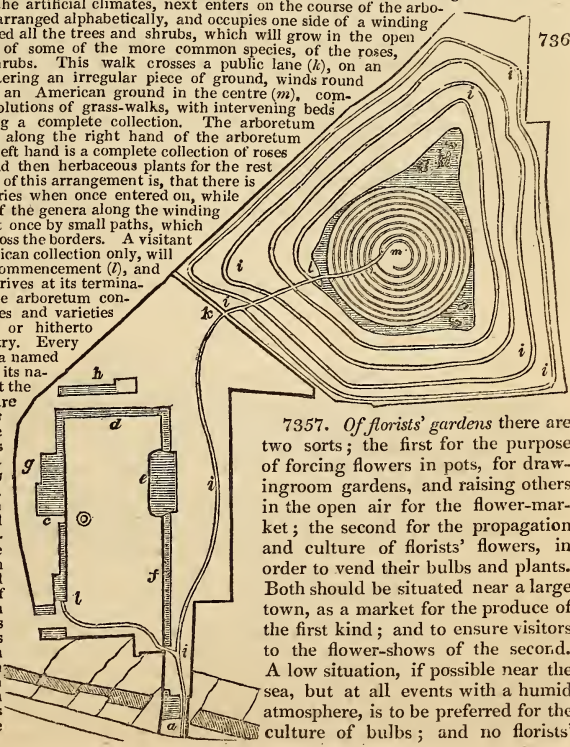 the artificial climates, next enters on the course of the arbo-
arranged alphabetically, and occupies one side of a winding
ed all the trees and shrubs, which will grow in the open
of some of the more common species, of the roses,
rubs. This walk crosses a public lane (k), on an
ering an irregular piece of ground, winds round
an American ground in the centre (m), com-
olutions of grass-walks, with intervening beds
g a complete collection. The arboretum
along the right hand of the arboretum
eft hand is a complete collection of roses
d then herbaceous plants for the rest
of this arrangement is, that there is
ries when once entered on, while
f the genera along the winding
once by small paths, which
oss the borders. A visitant
ican collection only, will
ommencement (l), and
rives at its termina-
e arboretum con-
es and varieties
or hitherto
ry. Every
a named
its na-
t the
re
736
i
i
i
i
i
i
l
m
k
h
d
g
e
c
i
f
l
i
a
7357. Of florists' gardens there are
two sorts; the first for the purpose
of forcing flowers in pots, for draw-
ingroom gardens, and raising others
in the open air for the flower-mar-
ket; the second for the propagation
and culture of florists' flowers, in
order to vend their bulbs and plants.
Both should be situated near a large
town, as a market for the produce of
the first kind; and to ensure visitors
to the flower-shows of the second.
A low situation, if possible near the
sea, but at all events with a humid
atmosphere, is to be preferred for the
culture of bulbs; and no florists'